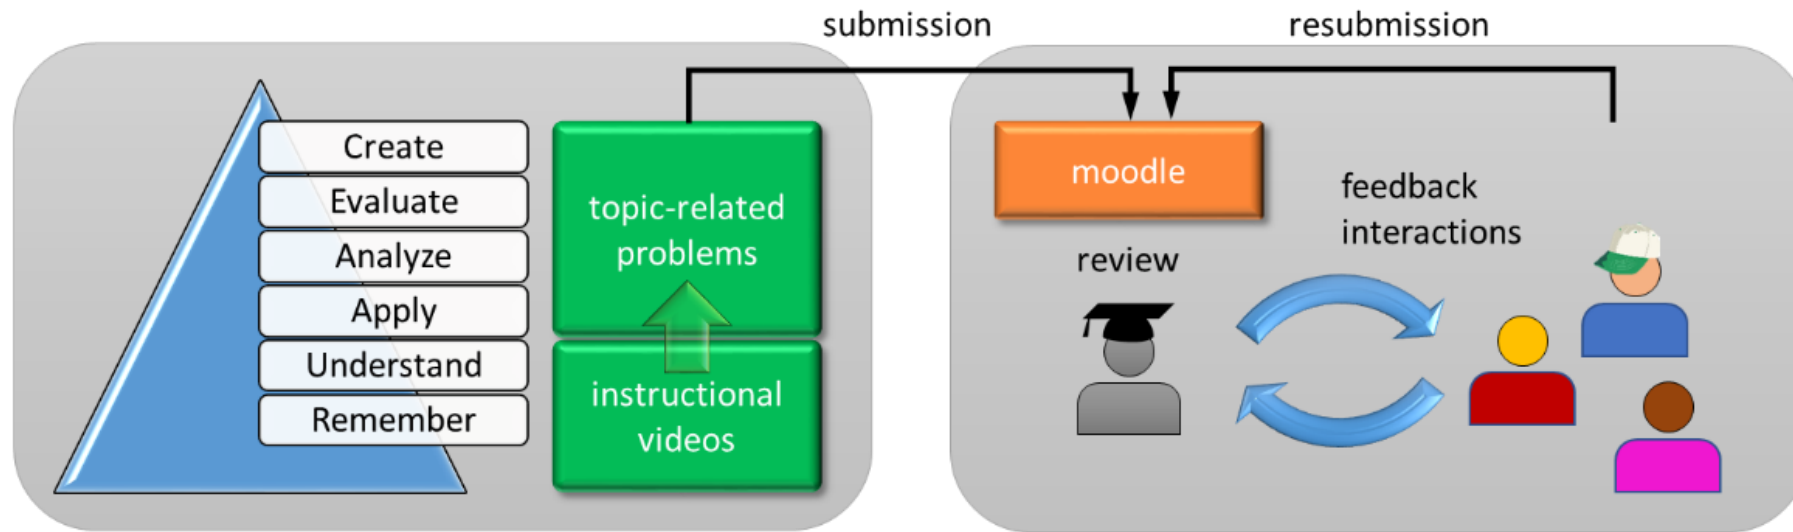 submission
resubmission
Create
Evaluate
Analyze
Apply
Understand
Remember
topic-related
problems
instructional
videos
moodle
feedback
interactions
review